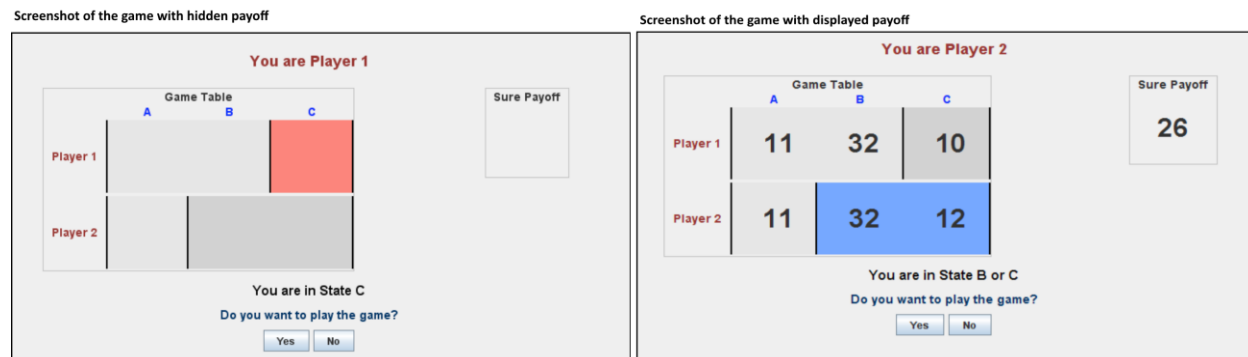 Screenshot of the game with hidden payoff
You are Player 1
Game Table
Sure Payoff
A B C
Player 1
Player 2
You are in State C
Do you want to play the game?
Yes No
Screenshot of the game with displayed payoff
You are Player 2
Game Table
Sure Payoff
A B C
26
Player 1 11 32 10
Player 2 11 32 12
You are in State B or C
Do you want to play the game?
Yes No